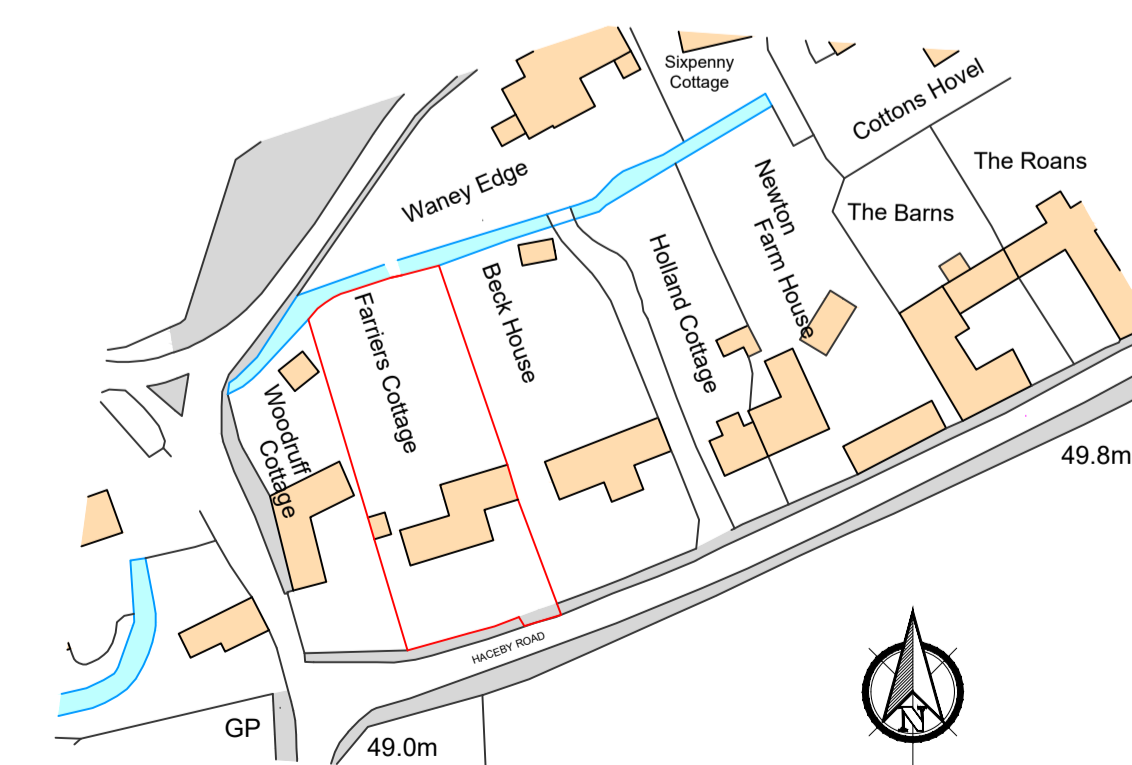 Sixpenny
Cottage
Cottons Hovel
The Roans
Waney Edge
The Barns
Newton
Farm House
Holland Cottage
Beck House
Farriers Cottage
Woodruff
Cottage
49.8m
HACEBY ROAD
N
GP
49.0m